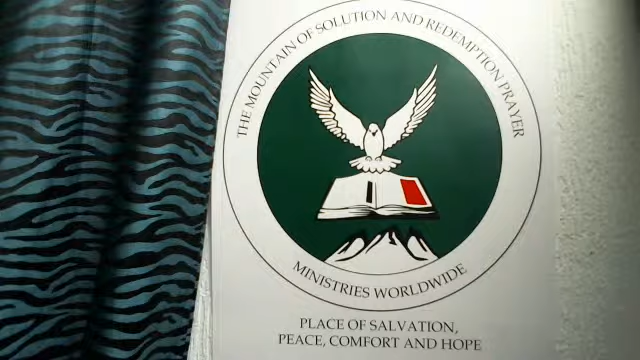 THE MOUNTAIN OF SOLUTION AND REDEMPTION PRAYER
MINISTRIES WORLDWIDE
PLACE OF SALVATION,
PEACE, COMFORT AND HOPE